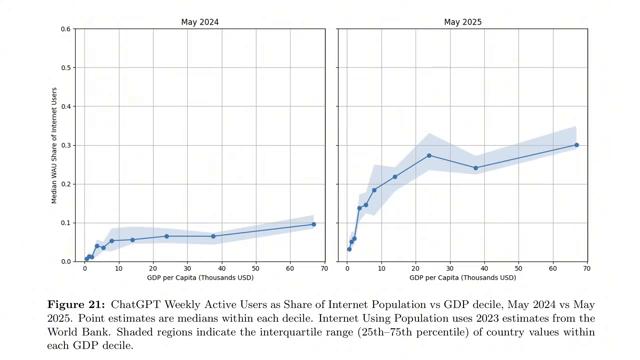 May 2024
May 2025
Median WAU Share of Internet Users
0.6
0.5
0.4
0.3
0.2
0.1
0.0
0 10 20 30 40 50 60 70
0 10 20 30 40 50 60 70
GDP per Capita (Thousands USD)
GDP per Capita (Thousands USD)
Figure 21: ChatGPT Weekly Active Users as Share of Internet Population vs GDP decile, May 2024 vs May
2025. Point estimates are medians within each decile. Internet Using Population uses 2023 estimates from the
World Bank. Shaded regions indicate the interquartile range (25th–75th percentile) of country values within
each GDP decile.